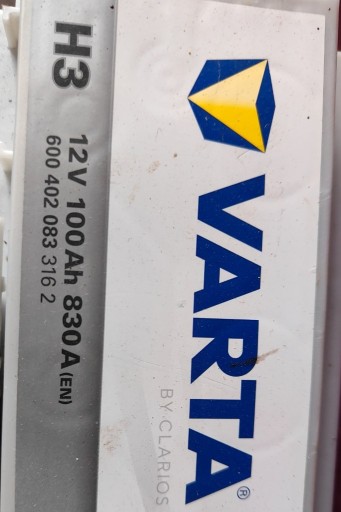 VARTA®
BY CLARIOS
H3
12V 100Ah 830A (EN)
600 402 083 316 2